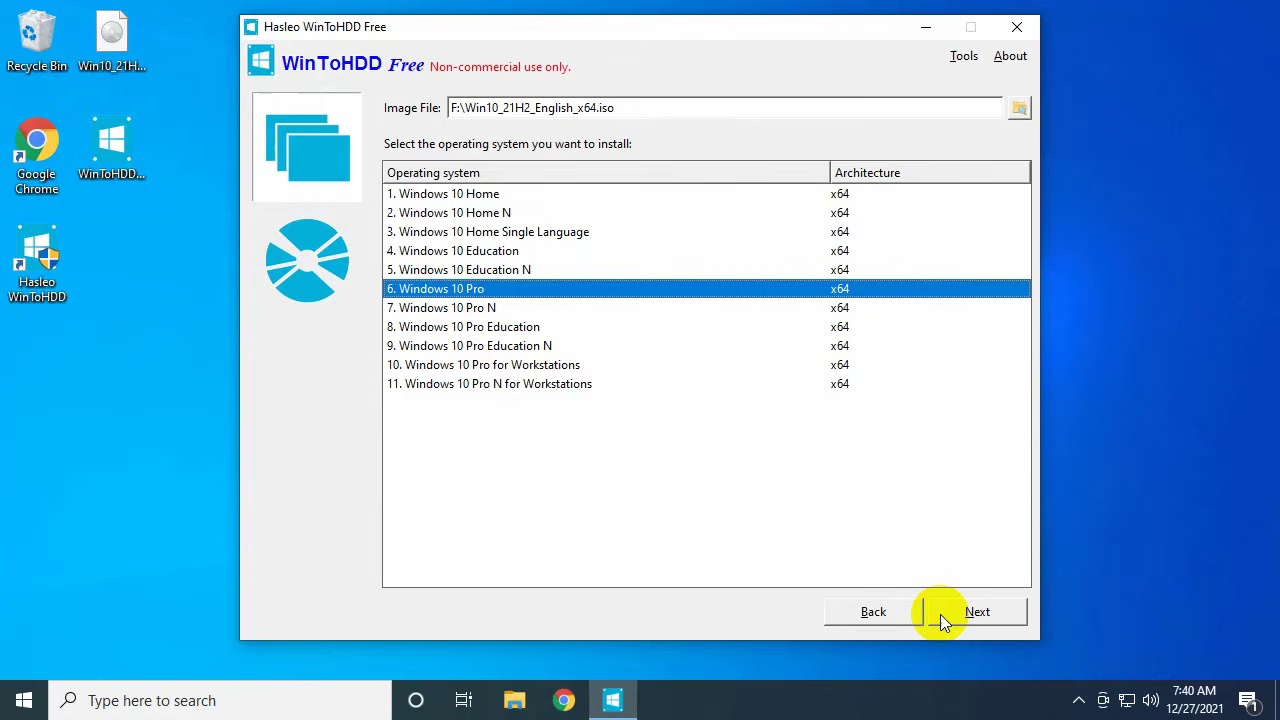 Recycle Bin
Win10_21H...
Google
Chrome
WinToHDD...
Hasleo
WinToHDD
Hasleo WinToHDD Free
WinToHDD Free Non-commercial use only.
Tools About
Image File: F:\Win10_21H2_English_x64.iso
Select the operating system you want to install:
Operating system Architecture
1. Windows 10 Home x64
2. Windows 10 Home N x64
3. Windows 10 Home Single Language x64
4. Windows 10 Education x64
5. Windows 10 Education N x64
6. Windows 10 Pro x64
7. Windows 10 Pro N x64
8. Windows 10 Pro Education x64
9. Windows 10 Pro Education N x64
10. Windows 10 Pro for Workstations x64
11. Windows 10 Pro N for Workstations x64
Back Next
Type here to search
7:40 AM
12/27/2021
1